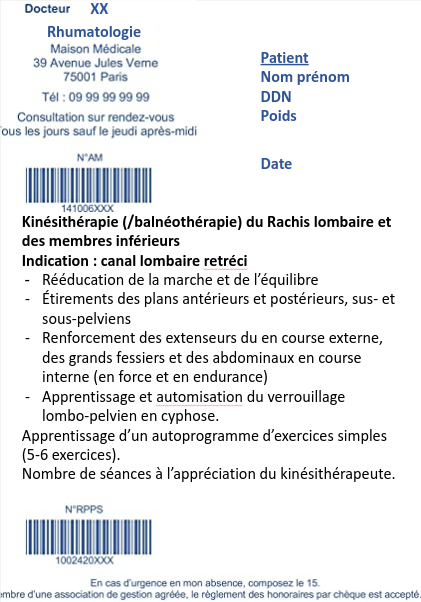 Docteur XX
Rhumatologie
Maison Médicale
39 Avenue Jules Verne
75001 Paris
Tél : 09 99 99 99 99
Consultation sur rendez-vous
ous les jours sauf le jeudi après-midi
Patient
Nom prénom
DDN
Poids
Date
N°AM
141006XXX
Kinésithérapie (/balnéothérapie) du Rachis lombaire et
des membres inférieurs
Indication : canal lombaire retréci
- Rééducation de la marche et de l'équilibre
- Étirements des plans antérieurs et postérieurs, sus- et
sous-pelviens
- Renforcement des extenseurs du en course externe,
des grands fessiers et des abdominaux en course
interne (en force et en endurance)
- Apprentissage et automisation du verrouillage
lombo-pelvien en cyphose.
Apprentissage d'un autoprogramme d'exercices simples
(5-6 exercices).
Nombre de séances à l'appréciation du kinésithérapeute.
N°RPPS
1002420XXX
En cas d'urgence en mon absence, composez le 15.
embre d'une association de gestion agréée, le règlement des honoraires par chèque est accepté.